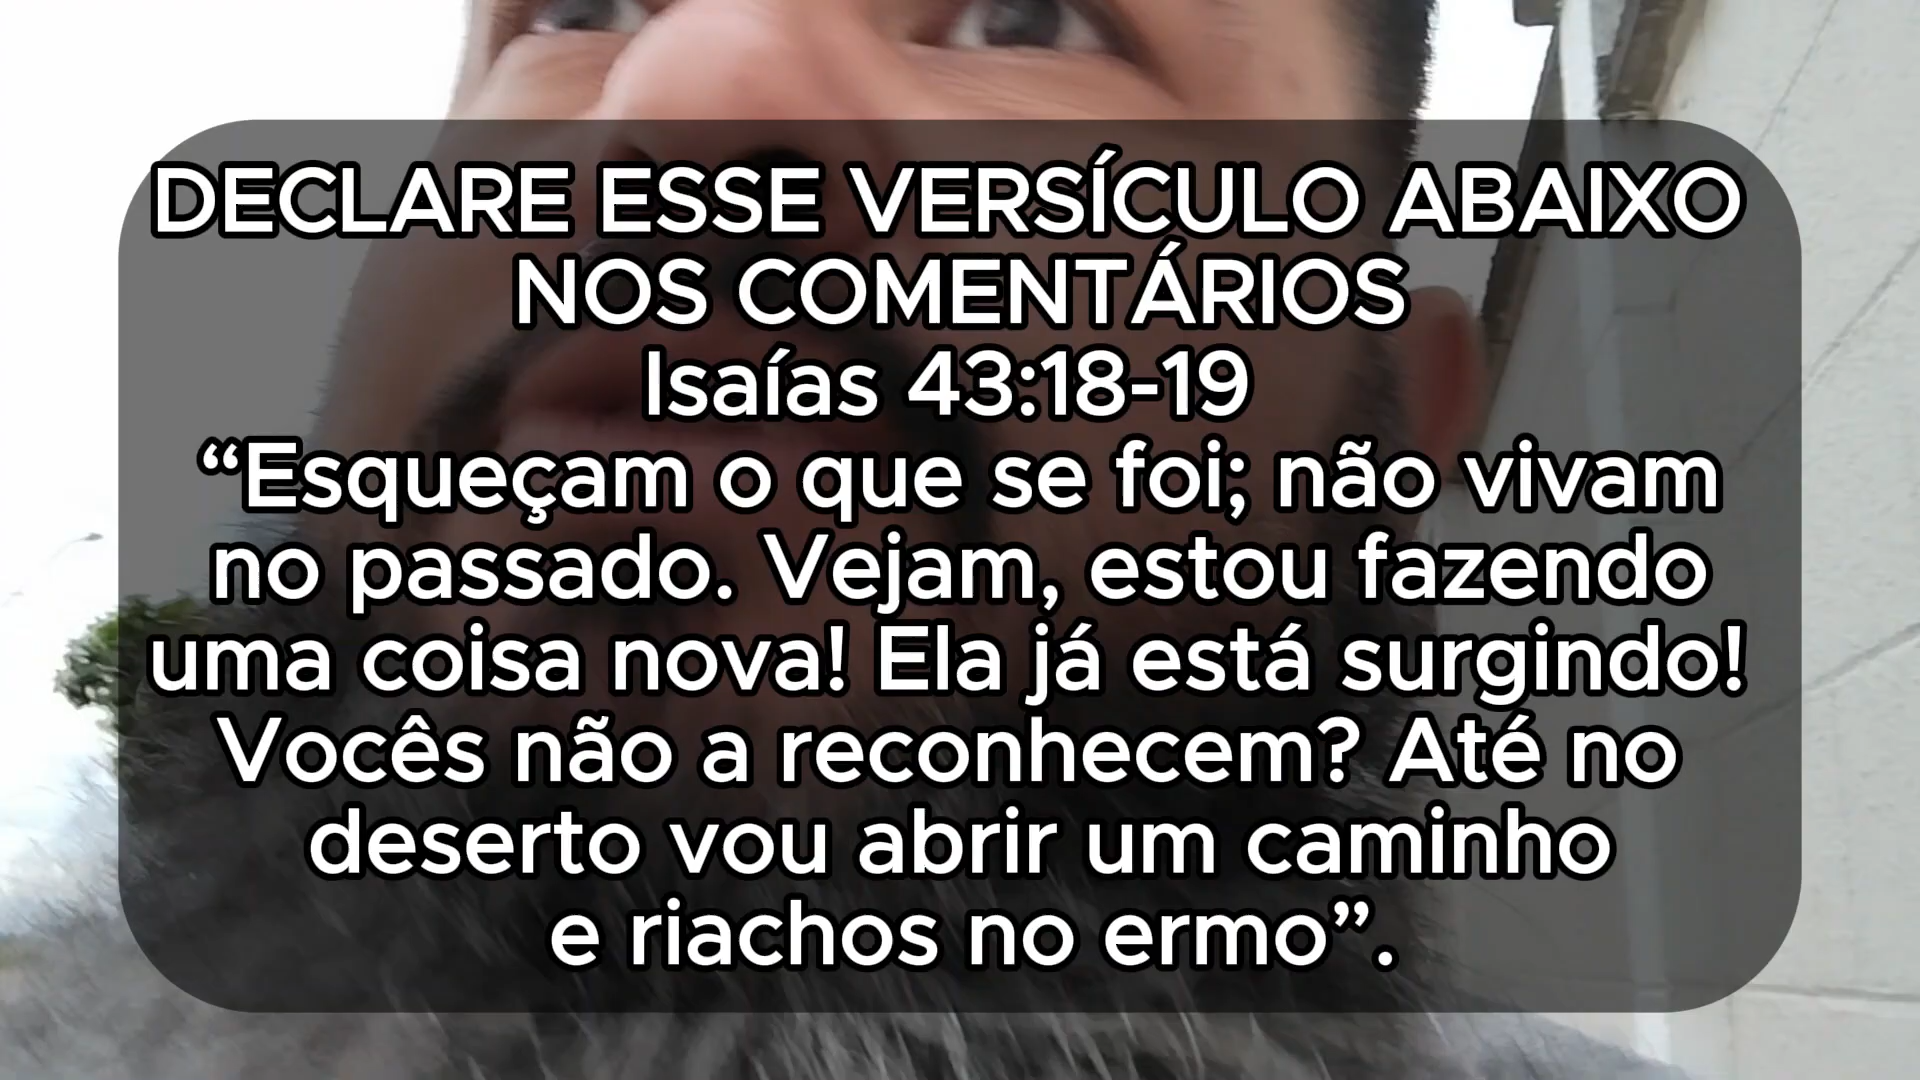 DECLARE ESSE VERSÍCULO ABAIXO
NOS COMENTÁRIOS
Isaías 43:18-19
“Esqueçam o que se foi; não vivam
no passado. Vejam, estou fazendo
uma coisa nova! Ela já está surgindo!
Vocês não a reconhecem? Até no
deserto vou abrir um caminho
e riachos no ermo”.